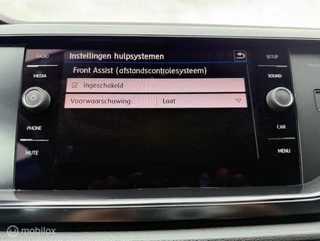 Instellingen hulpsystemen
RADIO
SETUP
Front Assist (afstandscontrolesysteem)
MEDIA
SOUND
Ingeschakeld
Voorwaarschuwing: Laat
PHONE
CAR
MUTE
MENU
mobilox